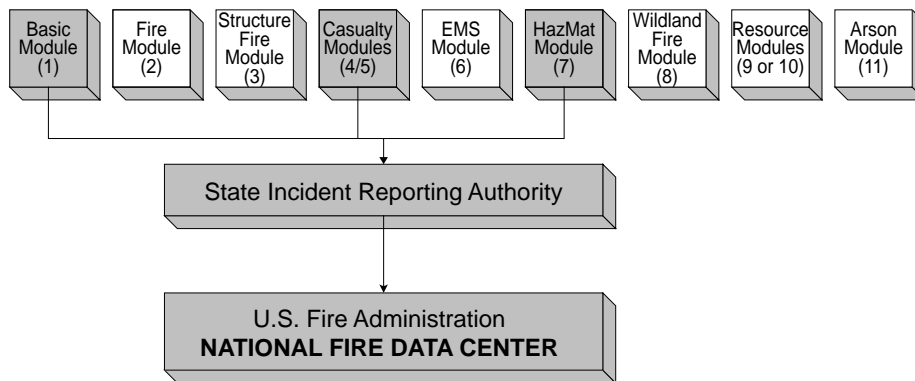 Basic
Module
(1)
Fire
Module
(2)
Structure
Fire
Module
(3)
Casualty
Modules
(4/5)
EMS
Module
(6)
HazMat
Module
(7)
Wildland
Fire
Module
(8)
Resource
Modules
(9 or 10)
Arson
Module
(11)
State Incident Reporting Authority
U.S. Fire Administration
NATIONAL FIRE DATA CENTER